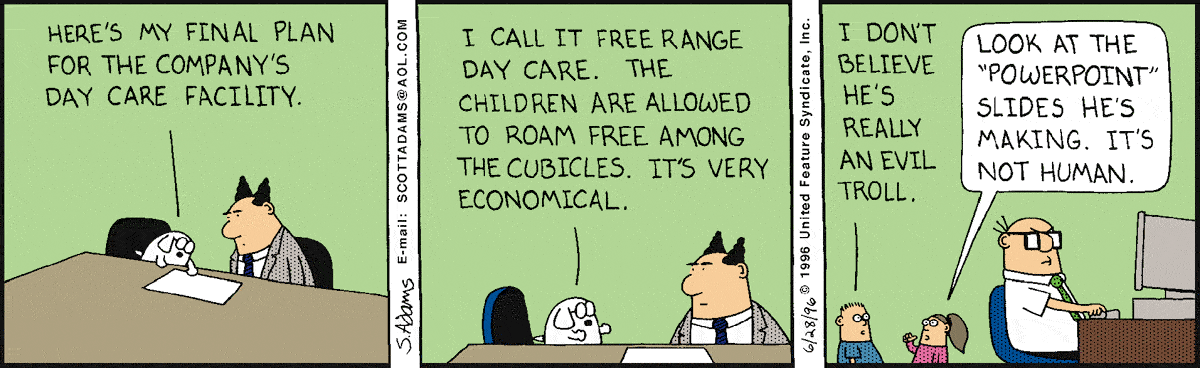 HERE'S MY FINAL PLAN
FOR THE COMPANY'S
DAY CARE FACILITY.
S.Adams E-mail: SCOTTADAMS@AOL.COM
I CALL IT FREE RANGE
DAY CARE. THE
CHILDREN ARE ALLOWED
TO ROAM FREE AMONG
THE CUBICLES. IT'S VERY
ECONOMICAL.
6/28/96 © 1996 United Feature Syndicate, Inc.
I DON'T
BELIEVE
HE'S
REALLY
AN EVIL
TROLL.
LOOK AT THE
"POWERPOINT"
SLIDES HE'S
MAKING. IT'S
NOT HUMAN.